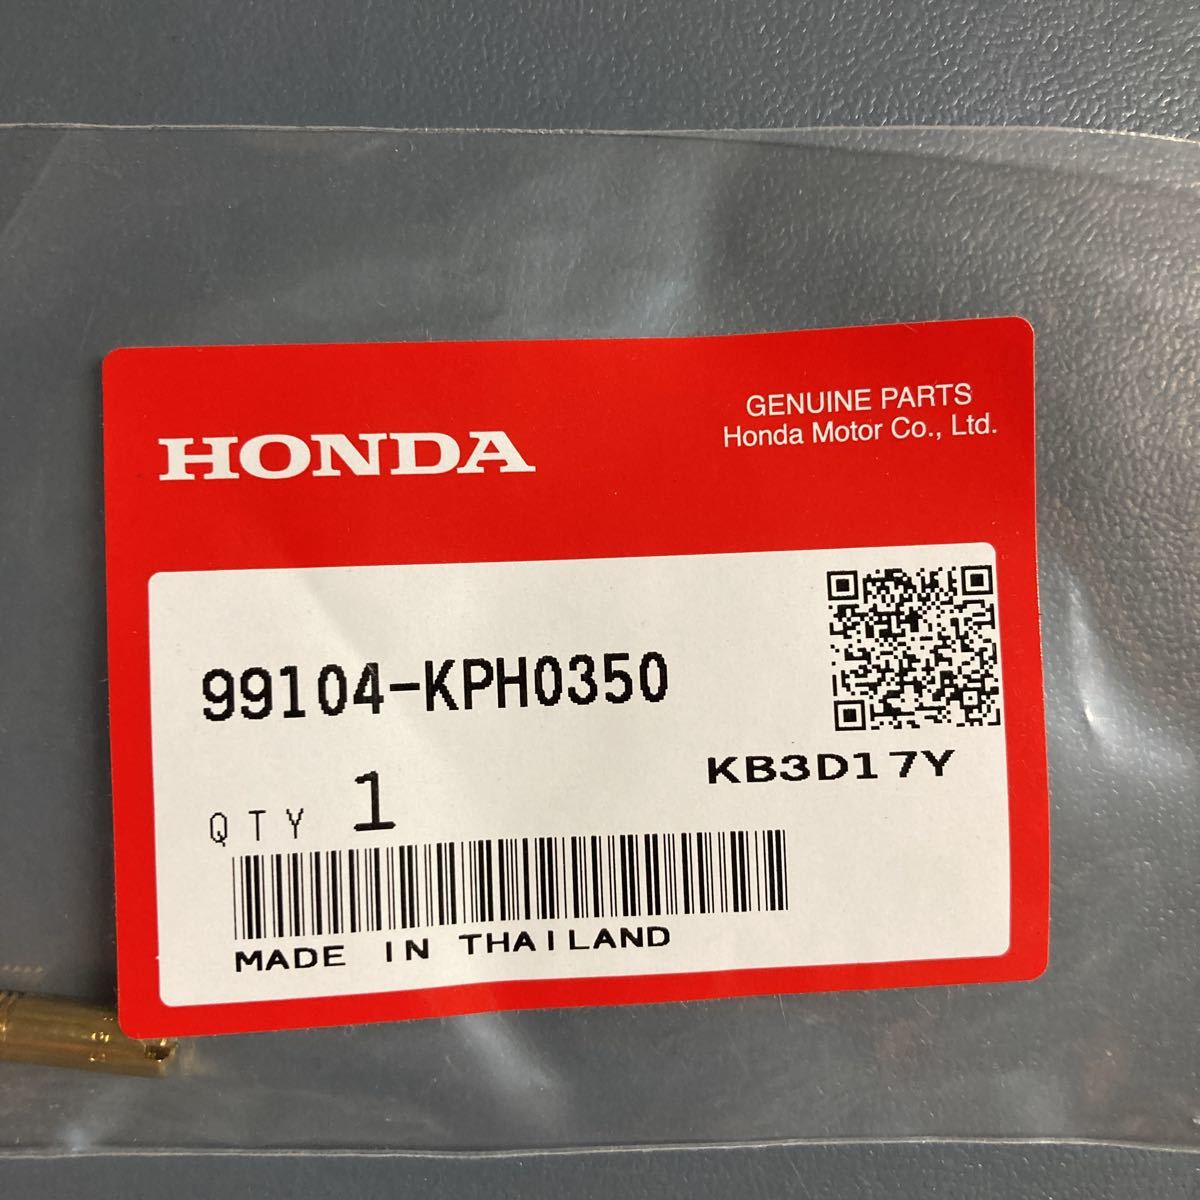 HONDA
GENUINE PARTS
Honda Motor Co., Ltd.
99104-KPH0350
KB3D17Y
QTY 1
MADE IN THAILAND